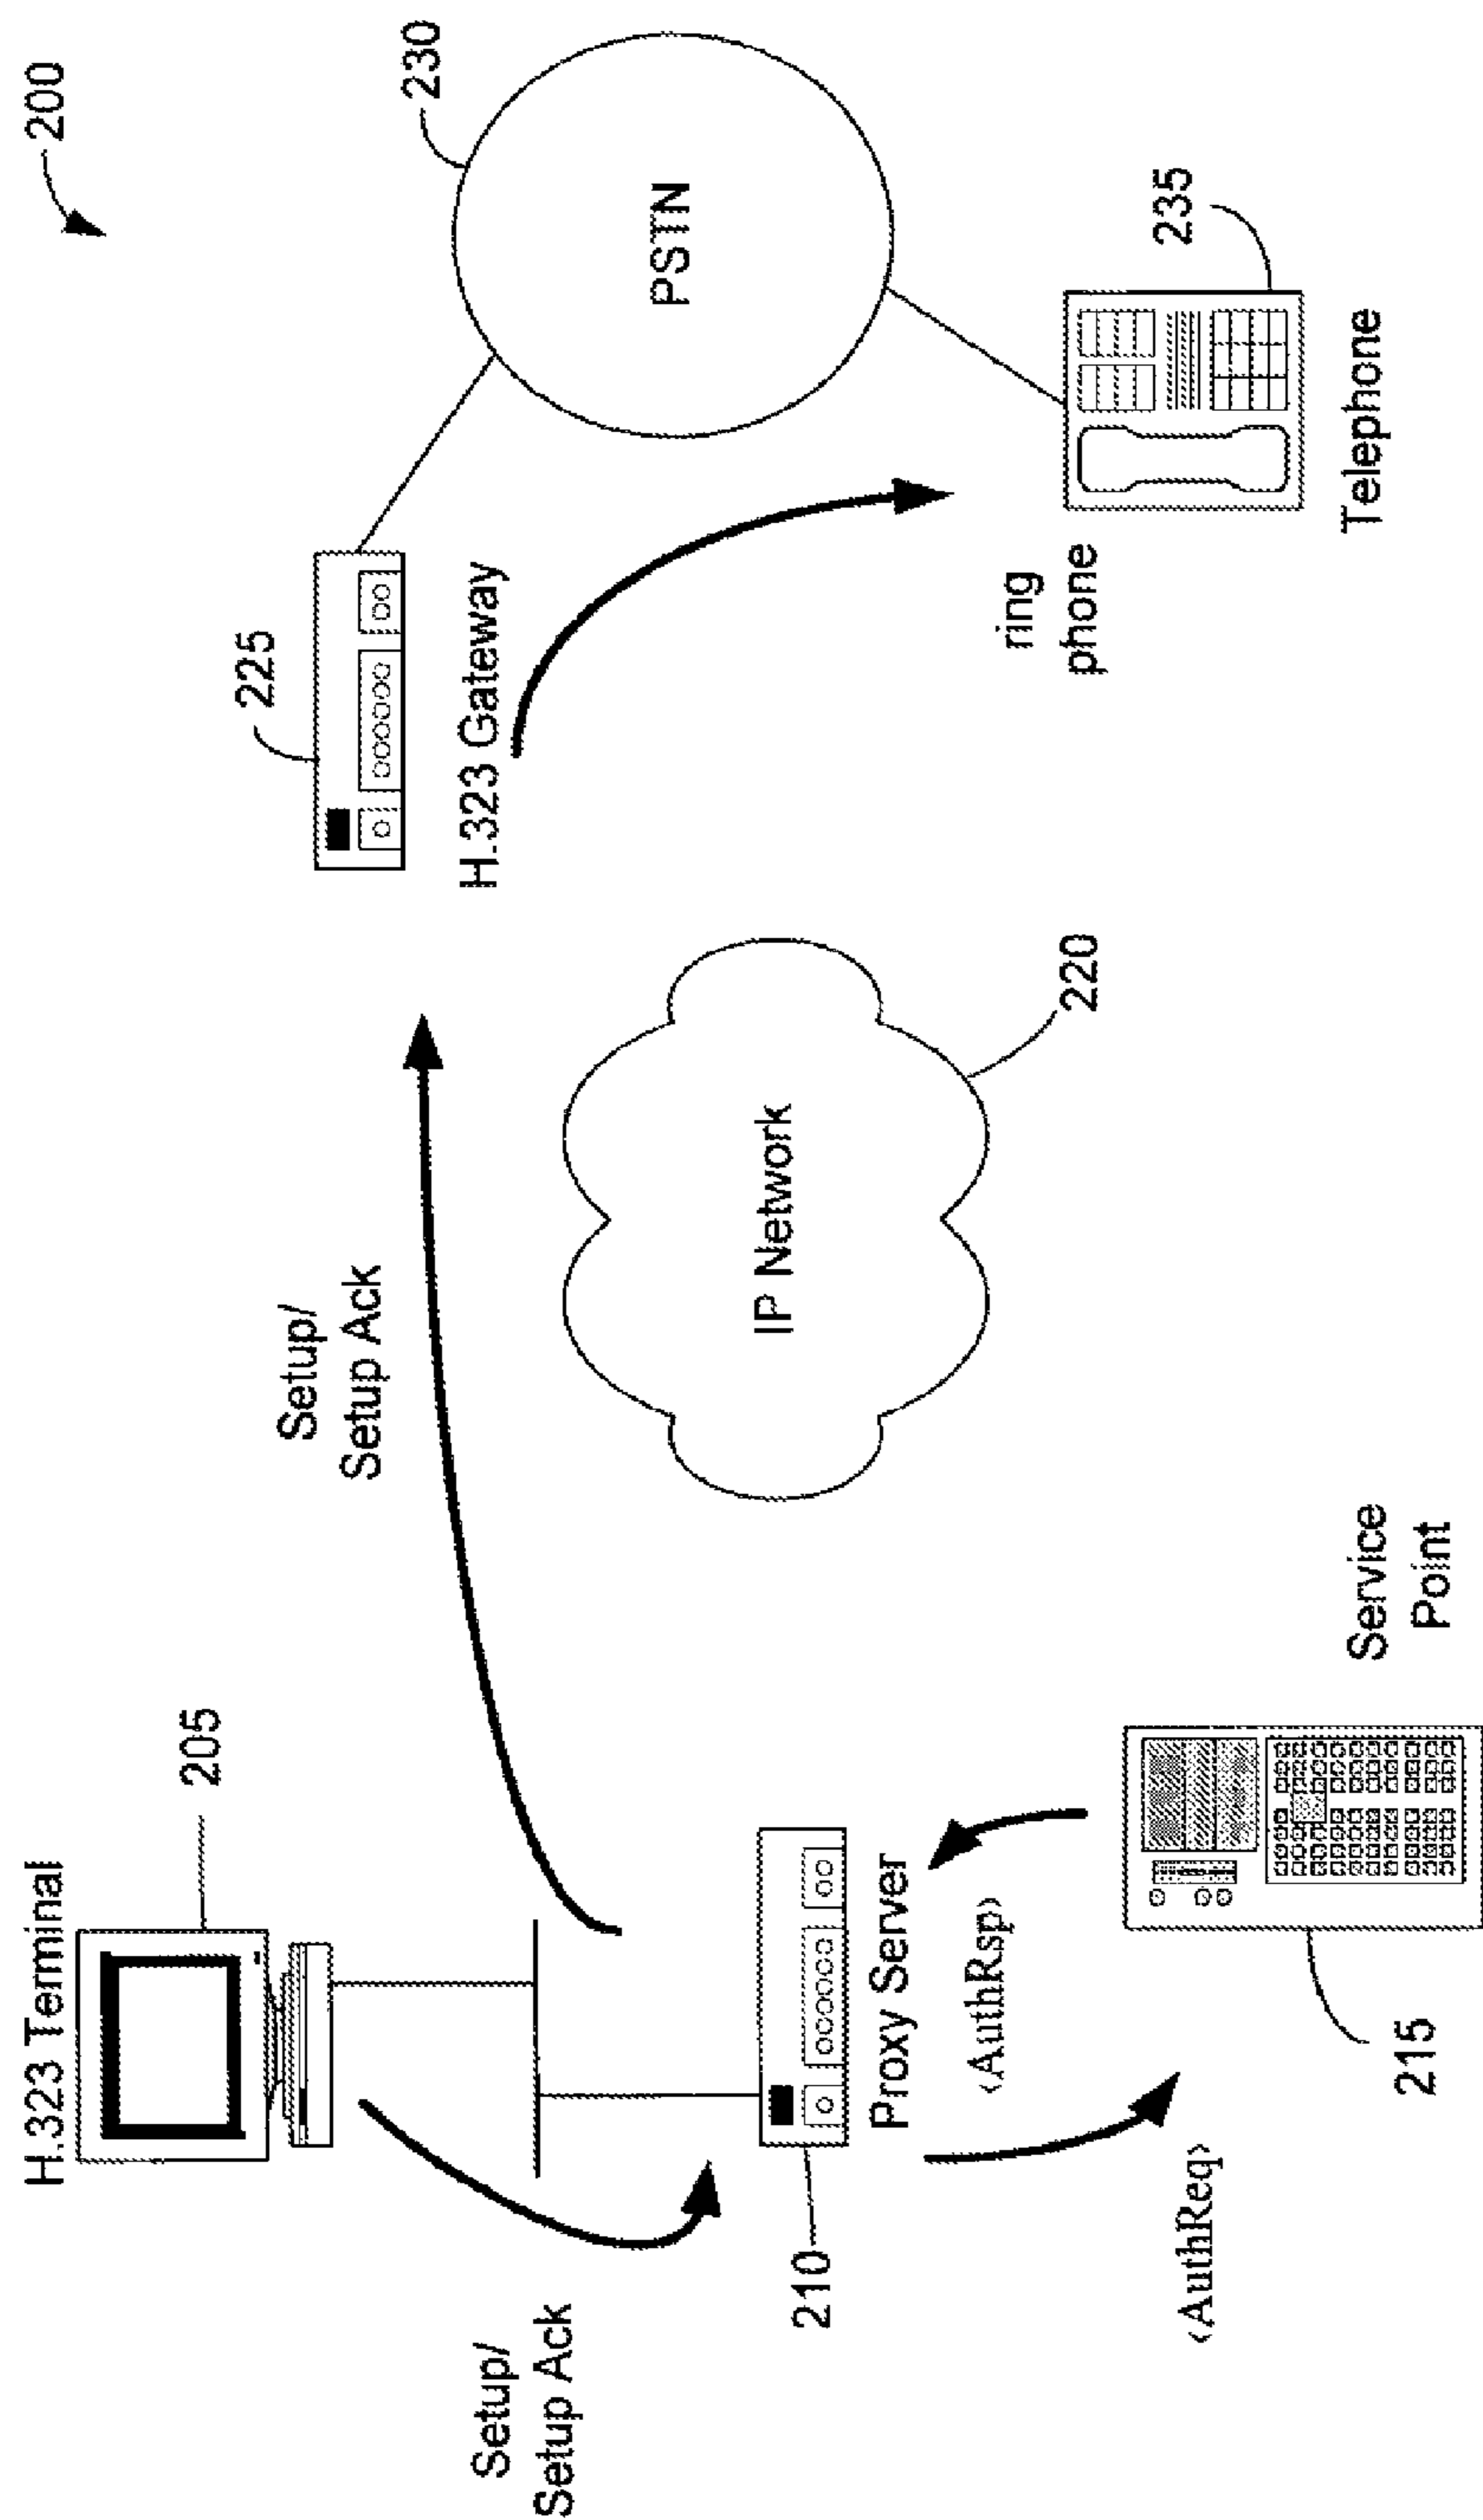 200
H.323 Terminal
205
Setup/
Setup Ack
225
H.323 Gateway
230
PSTN
Setup/
Setup Ack
210
Proxy Server
IP Network
220
ring
phone
235
Telephone
‹AuthReq›
‹AuthRsp›
215
Service
Point